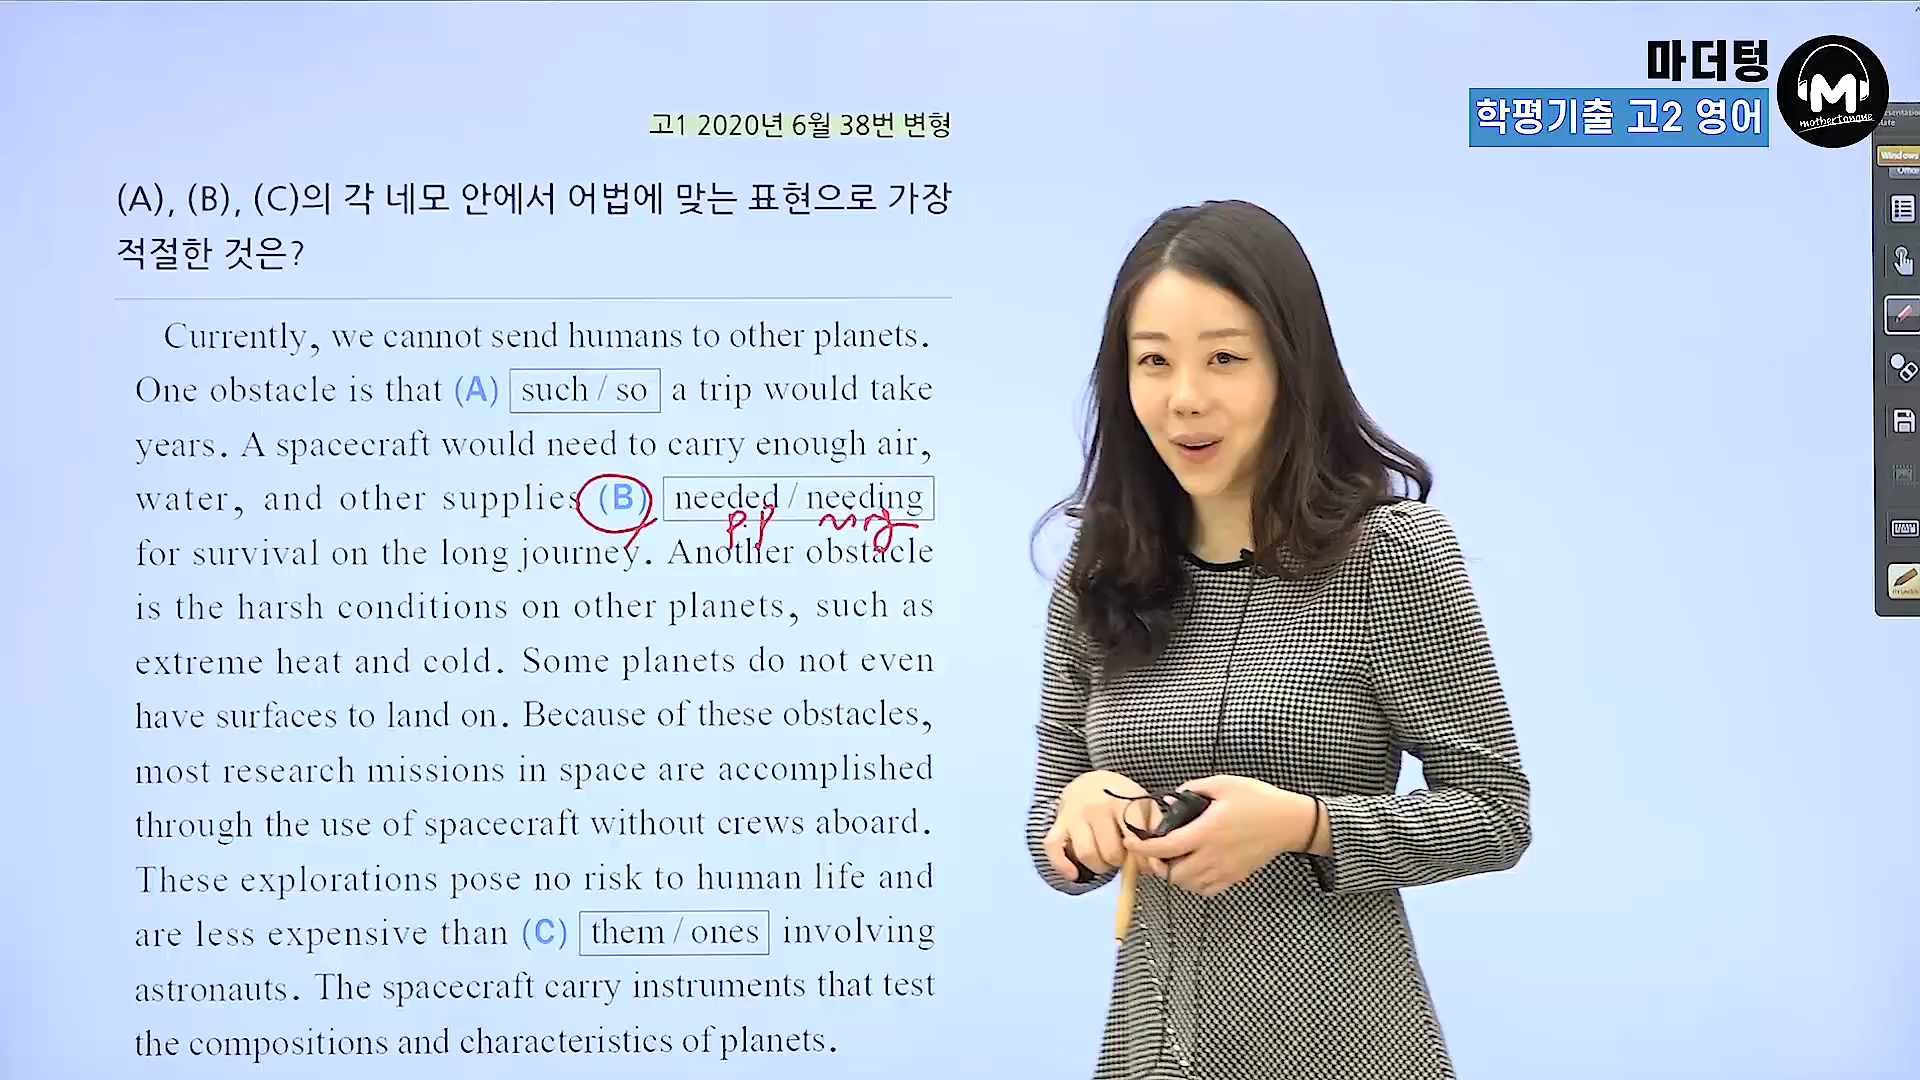 마더텅
학평기출 고2 영어
M
mothertongue
고1 2020년 6월 38번 변형
(A), (B), (C)의 각 네모 안에서 어법에 맞는 표현으로 가장
적절한 것은?
Currently, we cannot send humans to other planets.
One obstacle is that (A) such / so a trip would take
years. A spacecraft would need to carry enough air,
water, and other supplies (B) needed / needing
p.p ~ing
for survival on the long journey. Another obstacle
is the harsh conditions on other planets, such as
extreme heat and cold. Some planets do not even
have surfaces to land on. Because of these obstacles,
most research missions in space are accomplished
through the use of spacecraft without crews aboard.
These explorations pose no risk to human life and
are less expensive than (C) them / ones involving
astronauts. The spacecraft carry instruments that test
the compositions and characteristics of planets.
Windows